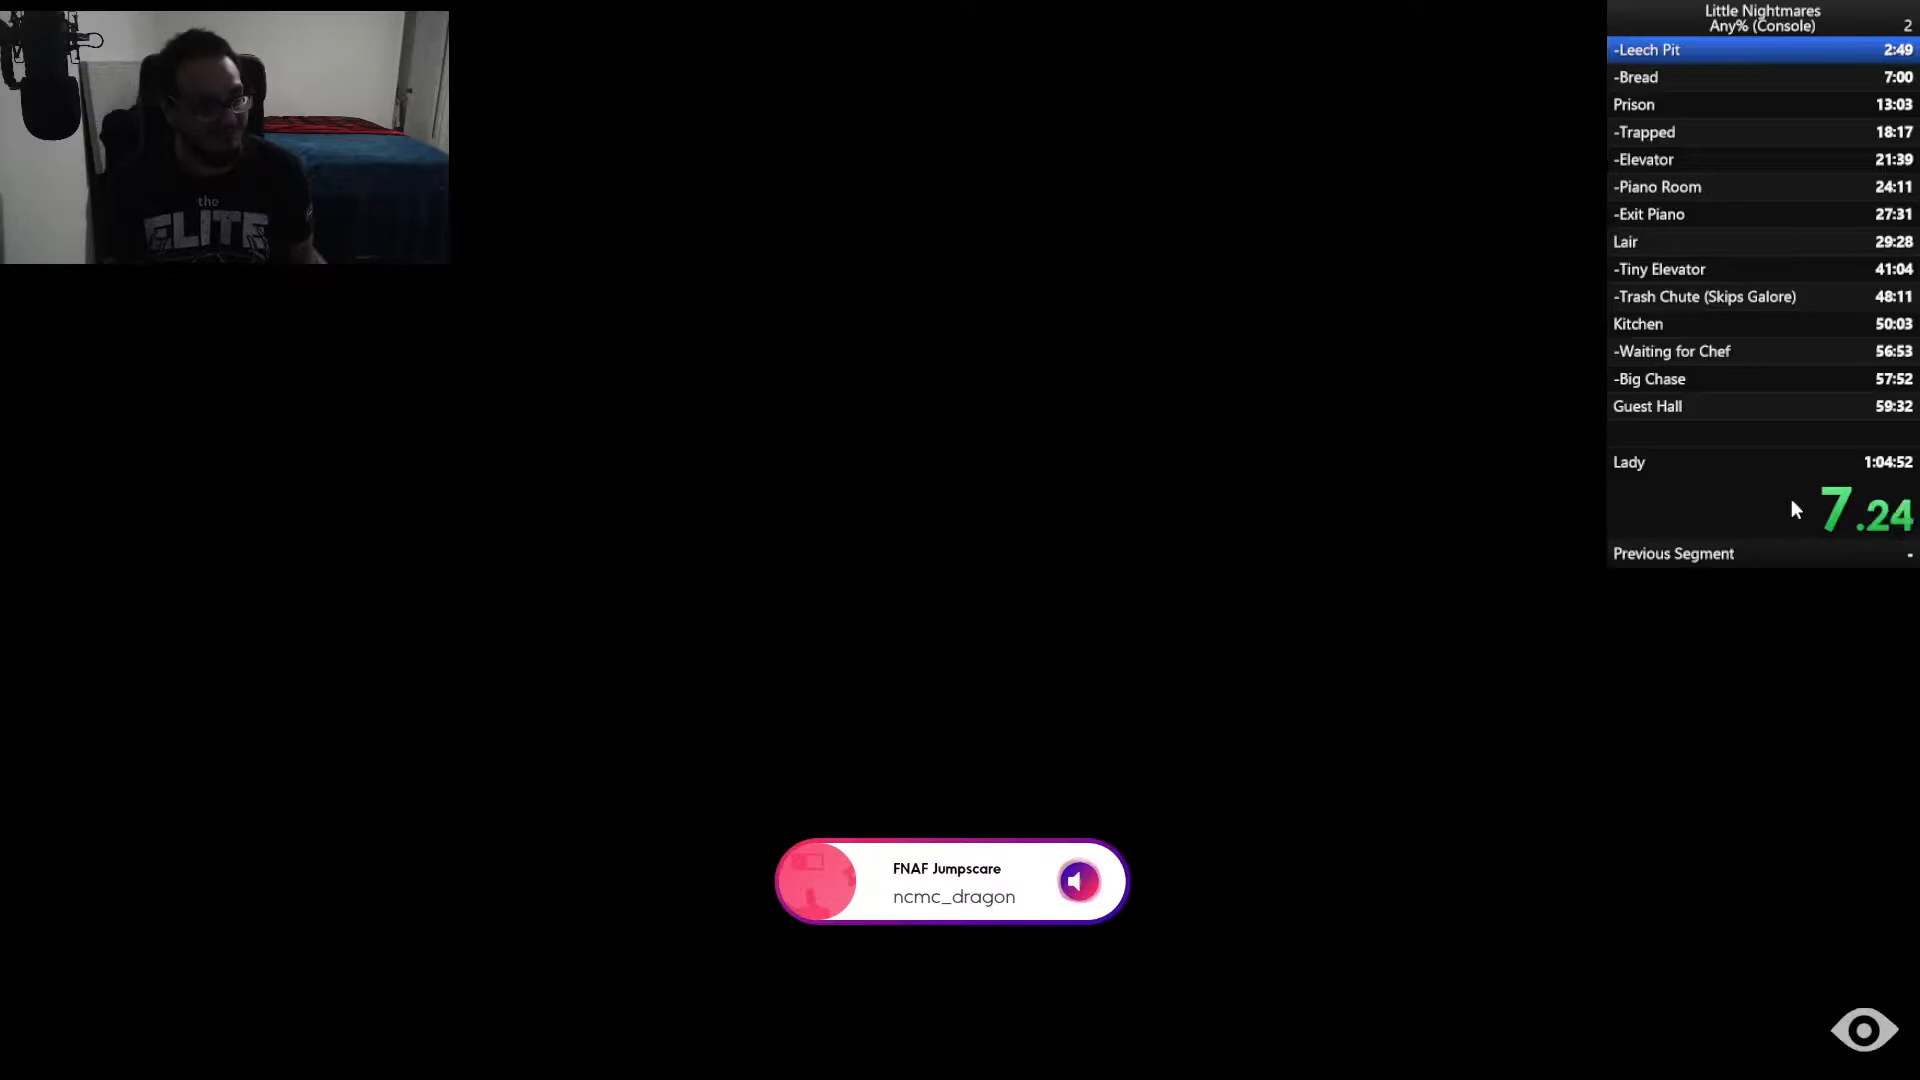 the
ELITE
Little Nightmares
Any% (Console) 2
-Leech Pit 2:49
-Bread 7:00
Prison 13:03
-Trapped 18:17
-Elevator 21:39
-Piano Room 24:11
-Exit Piano 27:31
Lair 29:28
-Tiny Elevator 41:04
-Trash Chute (Skips Galore) 48:11
Kitchen 50:03
-Waiting for Chef 56:53
-Big Chase 57:52
Guest Hall 59:32
Lady 1:04:52
7.24
Previous Segment -
FNAF Jumpscare
ncmc_dragon